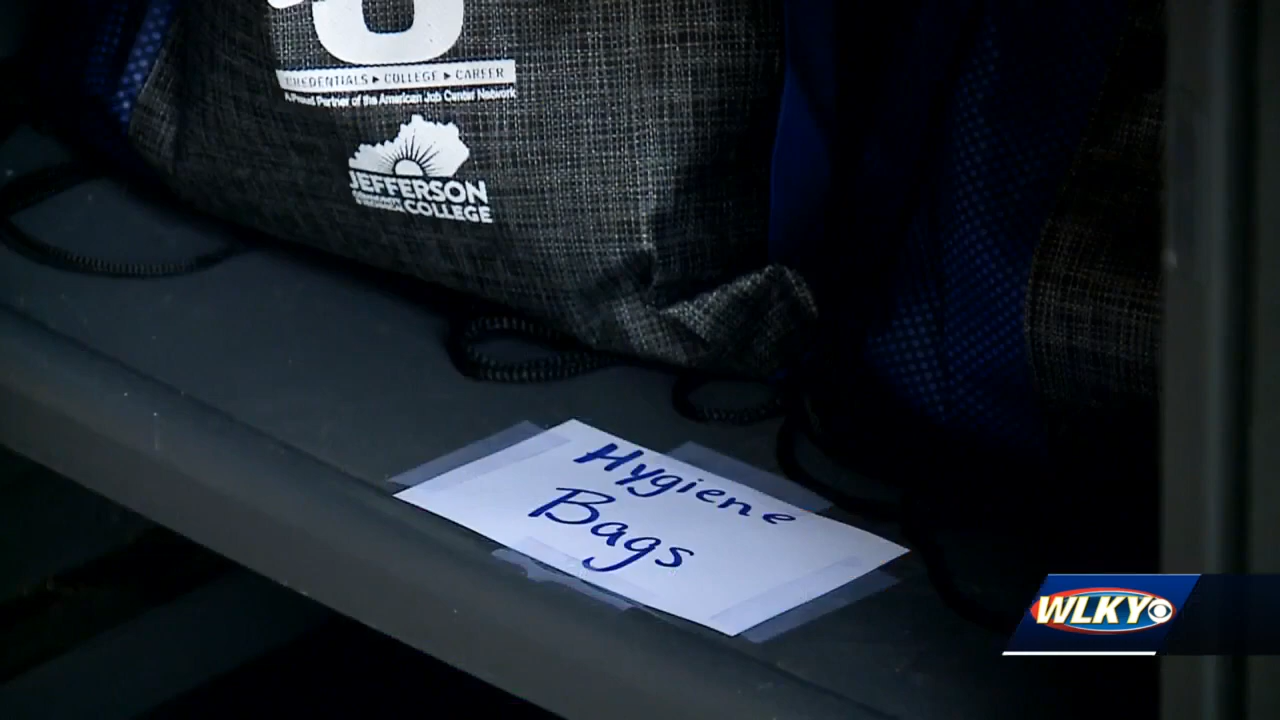 CREDENTIALS ▸ COLLEGE ▸ CAREER
A Proud Partner of the American Job Center Network
JEFFERSON
COLLEGE
Hygiene
Bags
WLKY